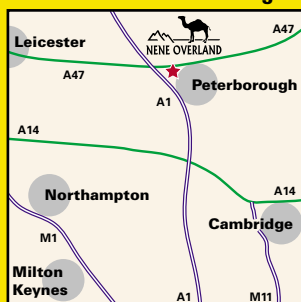 A47
Leicester
NENE OVERLAND
A47
Peterborough
A1
A14
A14
Northampton
Cambridge
M1
Milton
Keynes
A1
M11